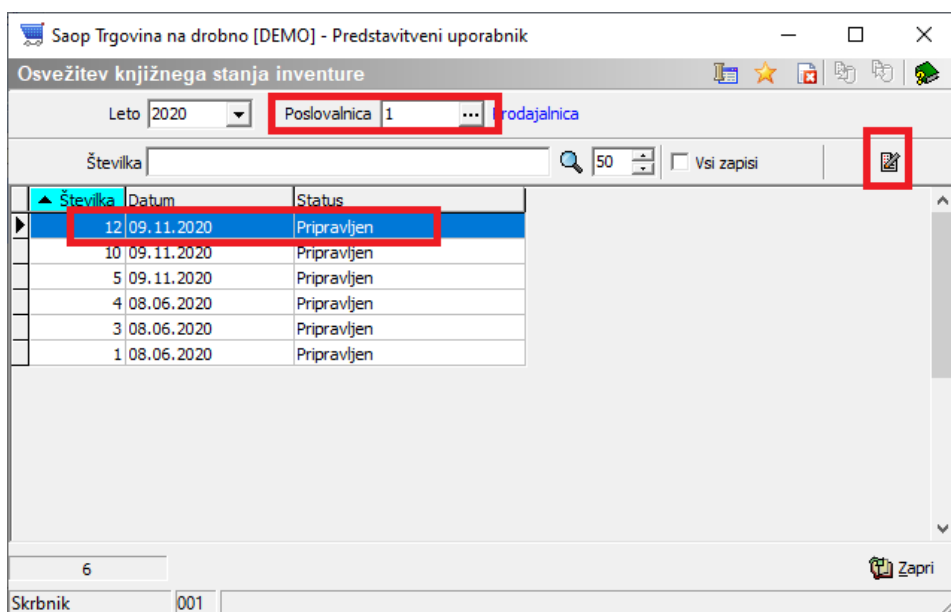 Saop Trgovina na drobno [DEMO] - Predstavitveni uporabnik
Osvežitev knjižnega stanja inventure
Leto 2020 Poslovalnica 1 ... Prodajalnica
Številka 50 Vsi zapisi
Številka Datum Status
12 09.11.2020 Pripravljen
10 09.11.2020 Pripravljen
5 09.11.2020 Pripravljen
4 08.06.2020 Pripravljen
3 08.06.2020 Pripravljen
1 08.06.2020 Pripravljen
6 Zapri
Skrbnik 001